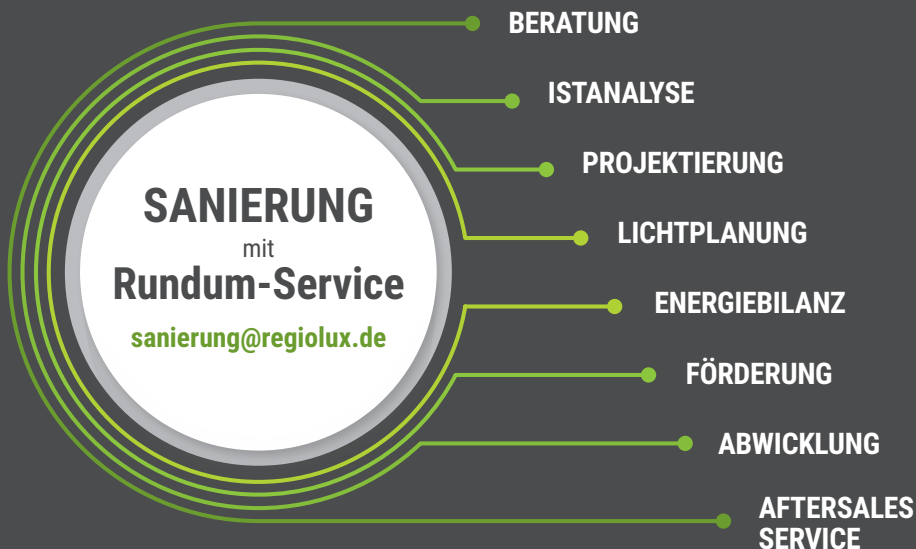 SANIERUNG
mit
Rundum-Service
sanierung@regiolux.de
BERATUNG
ISTANALYSE
PROJEKTIERUNG
LICHTPLANUNG
ENERGIEBILANZ
FÖRDERUNG
ABWICKLUNG
AFTERSALES
SERVICE